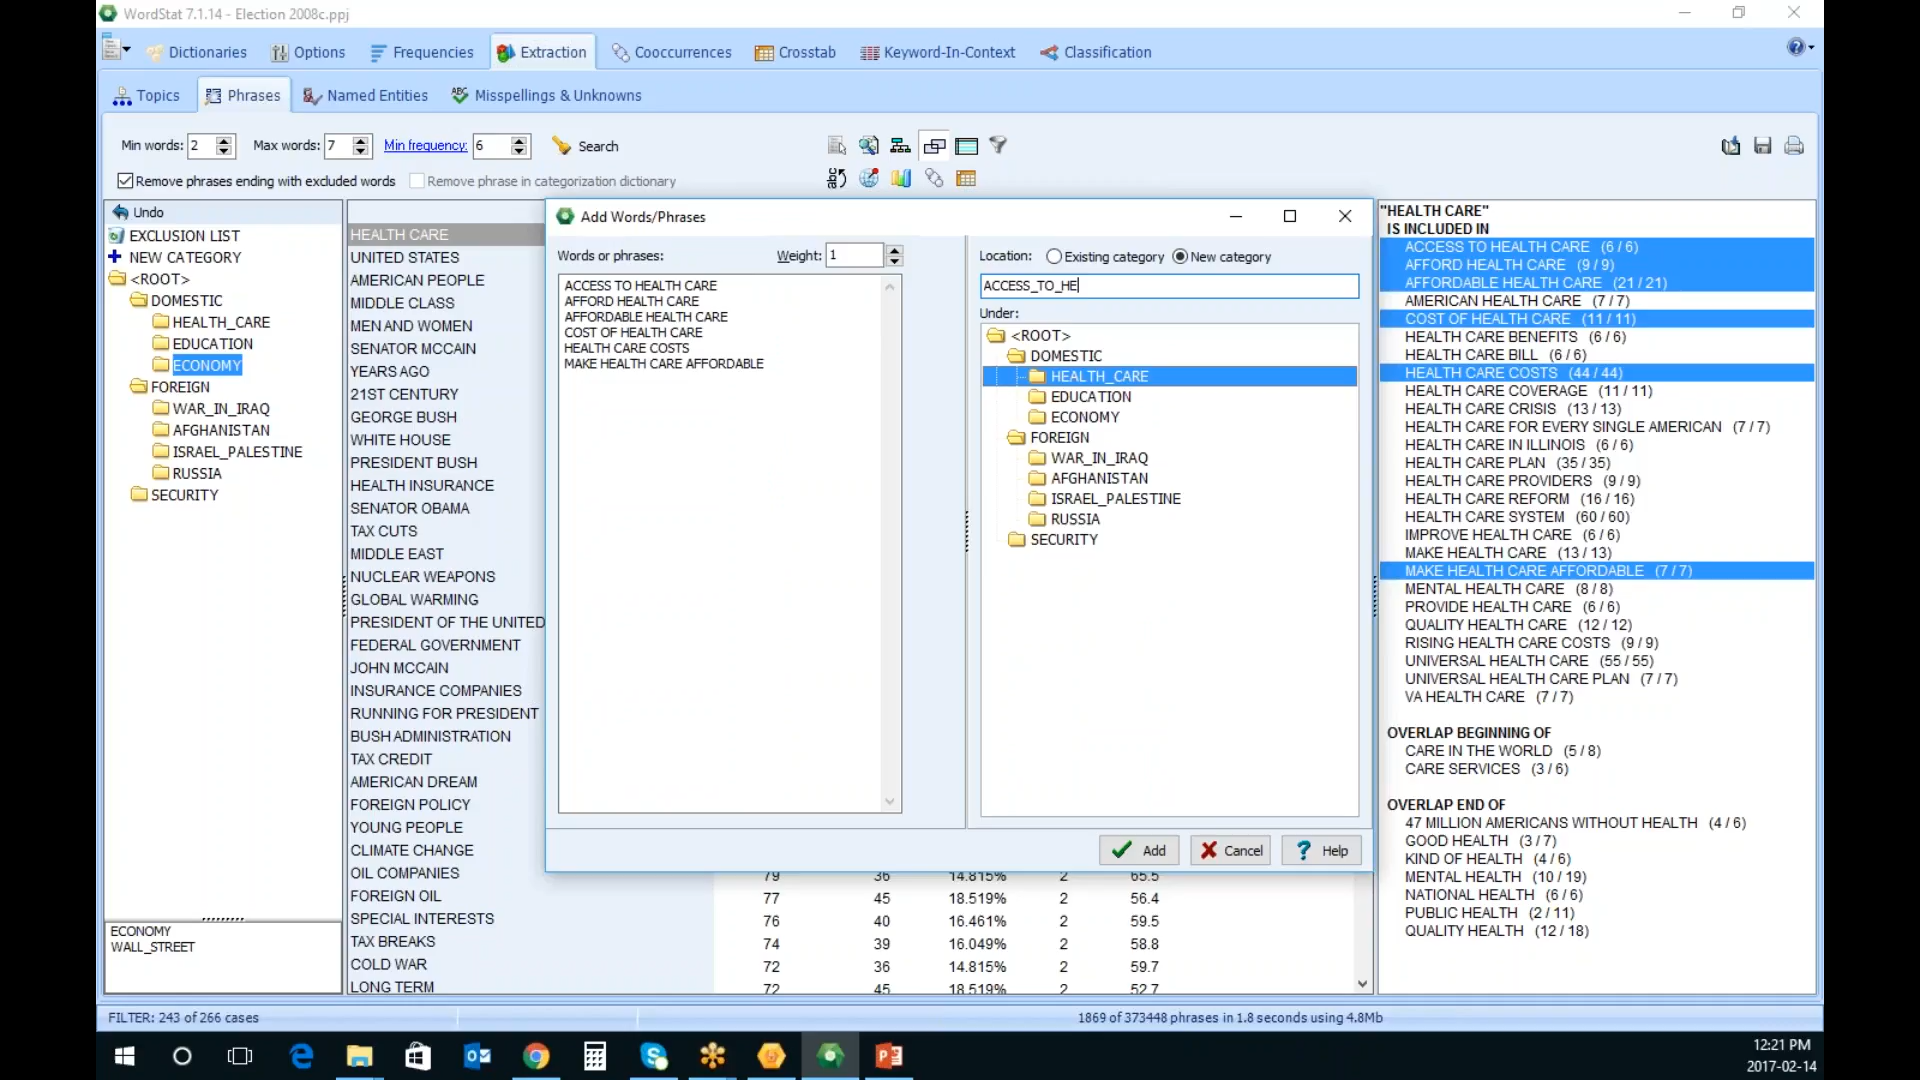 WordStat 7.1.14 - Election 2008c.ppj
Dictionaries Options Frequencies Extraction Cooccurrences Crosstab Keyword-In-Context Classification
Topics Phrases Named Entities Misspellings & Unknowns
Min words: 2 Max words: 7 Min frequency: 6 Search
Remove phrases ending with excluded words Remove phrase in categorization dictionary
Undo
EXCLUSION LIST
NEW CATEGORY
<ROOT>
DOMESTIC
HEALTH_CARE
EDUCATION
ECONOMY
FOREIGN
WAR_IN_IRAQ
AFGHANISTAN
ISRAEL_PALESTINE
RUSSIA
SECURITY
ECONOMY
WALL_STREET
HEALTH CARE
UNITED STATES
AMERICAN PEOPLE
MIDDLE CLASS
MEN AND WOMEN
SENATOR MCCAIN
YEARS AGO
21ST CENTURY
GEORGE BUSH
WHITE HOUSE
PRESIDENT BUSH
HEALTH INSURANCE
SENATOR OBAMA
TAX CUTS
MIDDLE EAST
NUCLEAR WEAPONS
GLOBAL WARMING
PRESIDENT OF THE UNITED
FEDERAL GOVERNMENT
JOHN MCCAIN
INSURANCE COMPANIES
RUNNING FOR PRESIDENT
BUSH ADMINISTRATION
TAX CREDIT
AMERICAN DREAM
FOREIGN POLICY
YOUNG PEOPLE
CLIMATE CHANGE
OIL COMPANIES 79 36 14.815% 2 65.5
FOREIGN OIL 77 45 18.519% 2 56.4
SPECIAL INTERESTS 76 40 16.461% 2 59.5
TAX BREAKS 74 39 16.049% 2 58.8
COLD WAR 72 36 14.815% 2 59.7
LONG TERM 72 45 18.519% 2 52.7
Add Words/Phrases
Words or phrases: Weight: 1
ACCESS TO HEALTH CARE
AFFORD HEALTH CARE
AFFORDABLE HEALTH CARE
COST OF HEALTH CARE
HEALTH CARE COSTS
MAKE HEALTH CARE AFFORDABLE
Location: Existing category New category
ACCESS_TO_HE
Under:
<ROOT>
DOMESTIC
HEALTH_CARE
EDUCATION
ECONOMY
FOREIGN
WAR_IN_IRAQ
AFGHANISTAN
ISRAEL_PALESTINE
RUSSIA
SECURITY
Add Cancel Help
"HEALTH CARE"
IS INCLUDED IN
ACCESS TO HEALTH CARE (6 / 6)
AFFORD HEALTH CARE (9 / 9)
AFFORDABLE HEALTH CARE (21 / 21)
AMERICAN HEALTH CARE (7 / 7)
COST OF HEALTH CARE (11 / 11)
HEALTH CARE BENEFITS (6 / 6)
HEALTH CARE BILL (6 / 6)
HEALTH CARE COSTS (44 / 44)
HEALTH CARE COVERAGE (11 / 11)
HEALTH CARE CRISIS (13 / 13)
HEALTH CARE FOR EVERY SINGLE AMERICAN (7 / 7)
HEALTH CARE IN ILLINOIS (6 / 6)
HEALTH CARE PLAN (35 / 35)
HEALTH CARE PROVIDERS (9 / 9)
HEALTH CARE REFORM (16 / 16)
HEALTH CARE SYSTEM (60 / 60)
IMPROVE HEALTH CARE (6 / 6)
MAKE HEALTH CARE (13 / 13)
MAKE HEALTH CARE AFFORDABLE (7 / 7)
MENTAL HEALTH CARE (8 / 8)
PROVIDE HEALTH CARE (6 / 6)
QUALITY HEALTH CARE (12 / 12)
RISING HEALTH CARE COSTS (9 / 9)
UNIVERSAL HEALTH CARE (55 / 55)
UNIVERSAL HEALTH CARE PLAN (7 / 7)
VA HEALTH CARE (7 / 7)
OVERLAP BEGINNING OF
CARE IN THE WORLD (5 / 8)
CARE SERVICES (3 / 6)
OVERLAP END OF
47 MILLION AMERICANS WITHOUT HEALTH (4 / 6)
GOOD HEALTH (3 / 7)
KIND OF HEALTH (4 / 6)
MENTAL HEALTH (10 / 19)
NATIONAL HEALTH (6 / 6)
PUBLIC HEALTH (2 / 11)
QUALITY HEALTH (12 / 18)
FILTER: 243 of 266 cases 1869 of 373448 phrases in 1.8 seconds using 4.8Mb
12:21 PM
2017-02-14